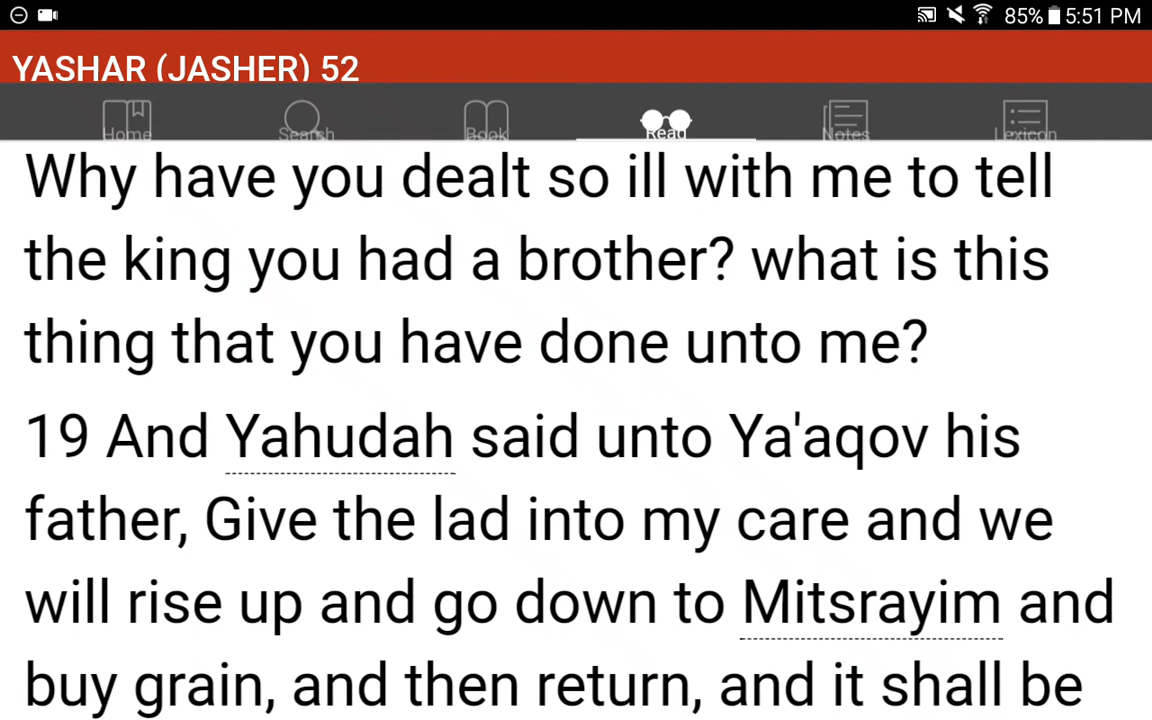 85% 5:51 PM
YASHAR (JASHER) 52
Home Search Book Read Notes Lexicon
Why have you dealt so ill with me to tell
the king you had a brother? what is this
thing that you have done unto me?
19 And Yahudah said unto Ya'aqov his
father, Give the lad into my care and we
will rise up and go down to Mitsrayim and
buy grain, and then return, and it shall be